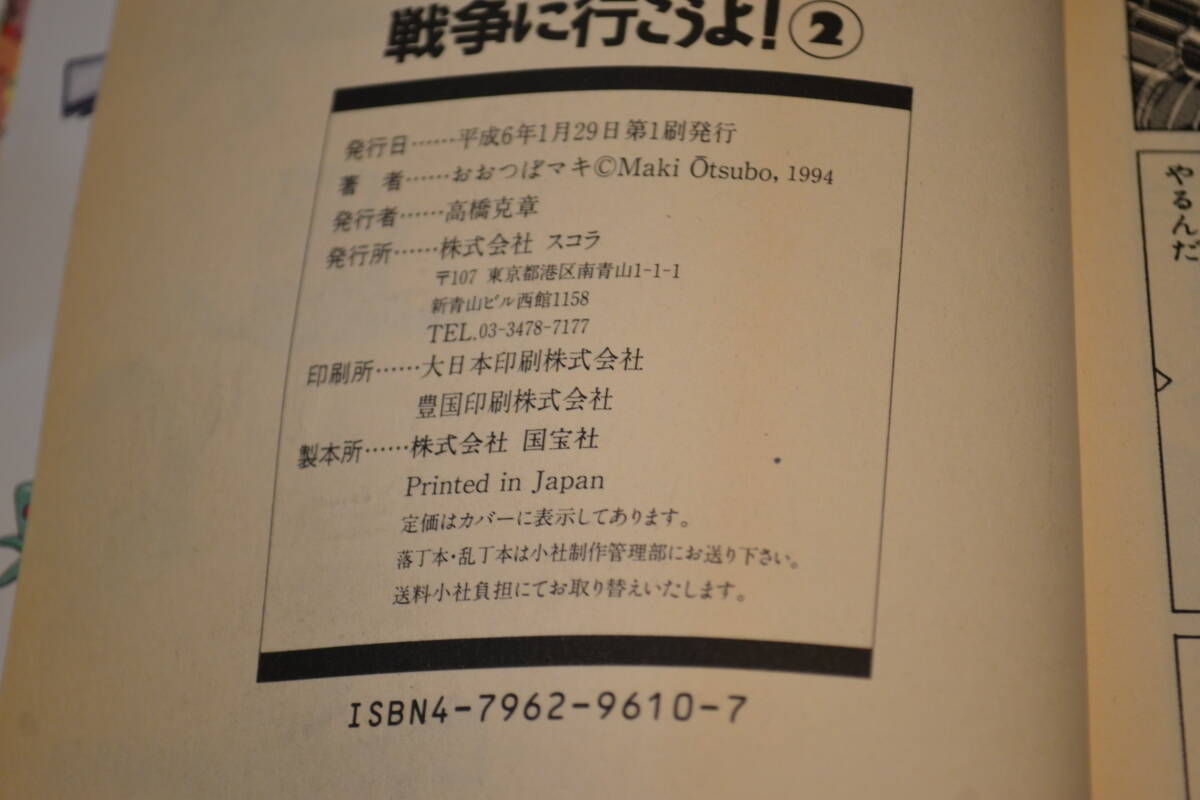 戦争に行こうよ！②
発行日……平成6年1月29日第1刷発行
著　者……おおつぼマキ©Maki Ōtsubo, 1994
発行者……高橋克章
発行所……株式会社 スコラ
〒107 東京都港区南青山1-1-1
新青山ビル西館1158
TEL.03-3478-7177
印刷所……大日本印刷株式会社
豊国印刷株式会社
製本所……株式会社 国宝社
Printed in Japan
定価はカバーに表示してあります。
落丁本・乱丁本は小社制作管理部にお送り下さい。
送料小社負担にてお取り替えいたします。
ISBN4-7962-9610-7
やるんだ